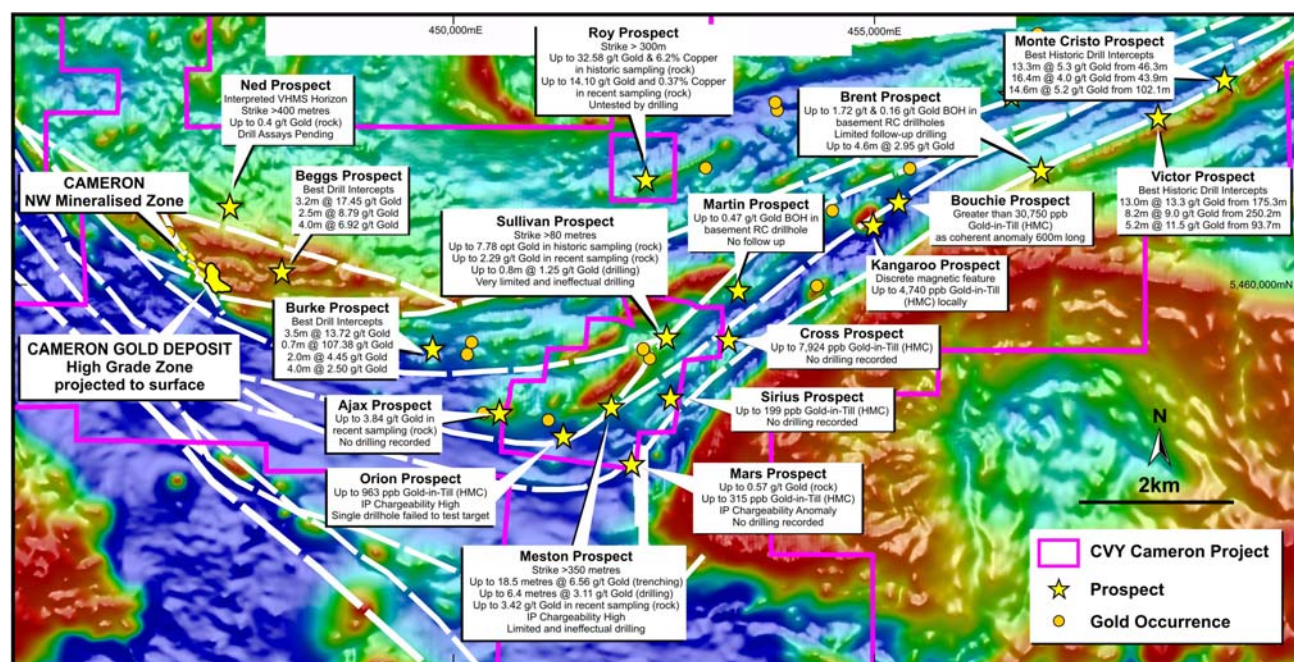 450,000mE
455,000mE
Roy Prospect
Strike > 300m
Up to 32.58 g/t Gold & 6.2% Copper
in historic sampling (rock)
Up to 14.10 g/t Gold and 0.37% Copper
in recent sampling (rock)
Untested by drilling
Monte Cristo Prospect
Best Historic Drill Intercepts
13.3m @ 5.3 g/t Gold from 46.3m
16.4m @ 4.0 g/t Gold from 43.9m
14.6m @ 5.2 g/t Gold from 102.1m
Ned Prospect
Interpreted VHMS Horizon
Strike >400 metres
Up to 0.4 g/t Gold (rock)
Drill Assays Pending
Brent Prospect
Up to 1.72 g/t & 0.16 g/t Gold BOH in
basement RC drillholes
Limited follow-up drilling
Up to 4.6m @ 2.95 g/t Gold
CAMERON
NW Mineralised Zone
Beggs Prospect
Best Drill Intercepts
3.2m @ 17.45 g/t Gold
2.5m @ 8.79 g/t Gold
4.0m @ 6.92 g/t Gold
Martin Prospect
Up to 0.47 g/t Gold BOH in
basement RC drillhole
No follow up
Bouchie Prospect
Greater than 30,750 ppb
Gold-in-Till (HMC)
as coherent anomaly 600m long
Victor Prospect
Best Historic Drill Intercepts
13.0m @ 13.3 g/t Gold from 175.3m
8.2m @ 9.0 g/t Gold from 250.2m
5.2m @ 11.5 g/t Gold from 93.7m
Sullivan Prospect
Strike >80 metres
Up to 7.78 opt Gold in historic sampling (rock)
Up to 2.29 g/t Gold in recent sampling (rock)
Up to 0.8m @ 1.25 g/t Gold (drilling)
Very limited and ineffectual drilling
Kangaroo Prospect
Discrete magnetic feature
Up to 4,740 ppb Gold-in-Till
(HMC) locally
5,460,000mN
Burke Prospect
Best Drill Intercepts
3.5m @ 13.72 g/t Gold
0.7m @ 107.38 g/t Gold
2.0m @ 4.45 g/t Gold
4.0m @ 2.50 g/t Gold
CAMERON GOLD DEPOSIT
High Grade Zone
projected to surface
Cross Prospect
Up to 7,924 ppb Gold-in-Till (HMC)
No drilling recorded
Ajax Prospect
Up to 3.84 g/t Gold in
recent sampling (rock)
No drilling recorded
Sirius Prospect
Up to 199 ppb Gold-in-Till (HMC)
No drilling recorded
Orion Prospect
Up to 963 ppb Gold-in-Till (HMC)
IP Chargeability High
Single drillhole failed to test target
Mars Prospect
Up to 0.57 g/t Gold (rock)
Up to 315 ppb Gold-in-Till (HMC)
IP Chargeability Anomaly
No drilling recorded
Meston Prospect
Strike >350 metres
Up to 18.5 metres @ 6.56 g/t Gold (trenching)
Up to 6.4 metres @ 3.11 g/t Gold (drilling)
Up to 3.42 g/t Gold in recent sampling (rock)
IP Chargeability High
Limited and ineffectual drilling
N
2km
CVY Cameron Project
Prospect
Gold Occurrence